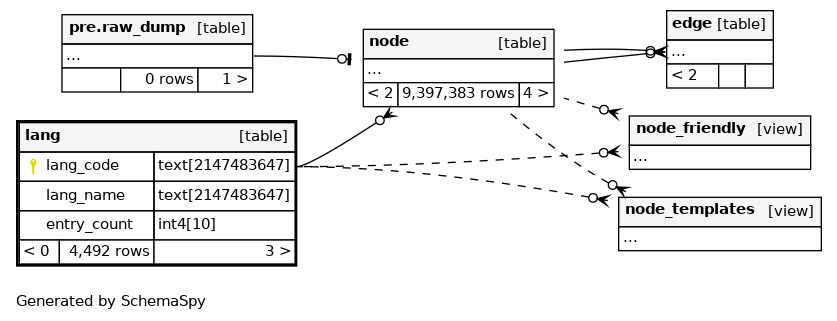 pre.raw_dump [table]
...
0 rows 1 >
node [table]
...
< 2 9,397,383 rows 4 >
edge [table]
...
< 2
lang [table]
lang_code text[2147483647]
lang_name text[2147483647]
entry_count int4[10]
< 0 4,492 rows 3 >
node_friendly [view]
...
node_templates [view]
...
Generated by SchemaSpy